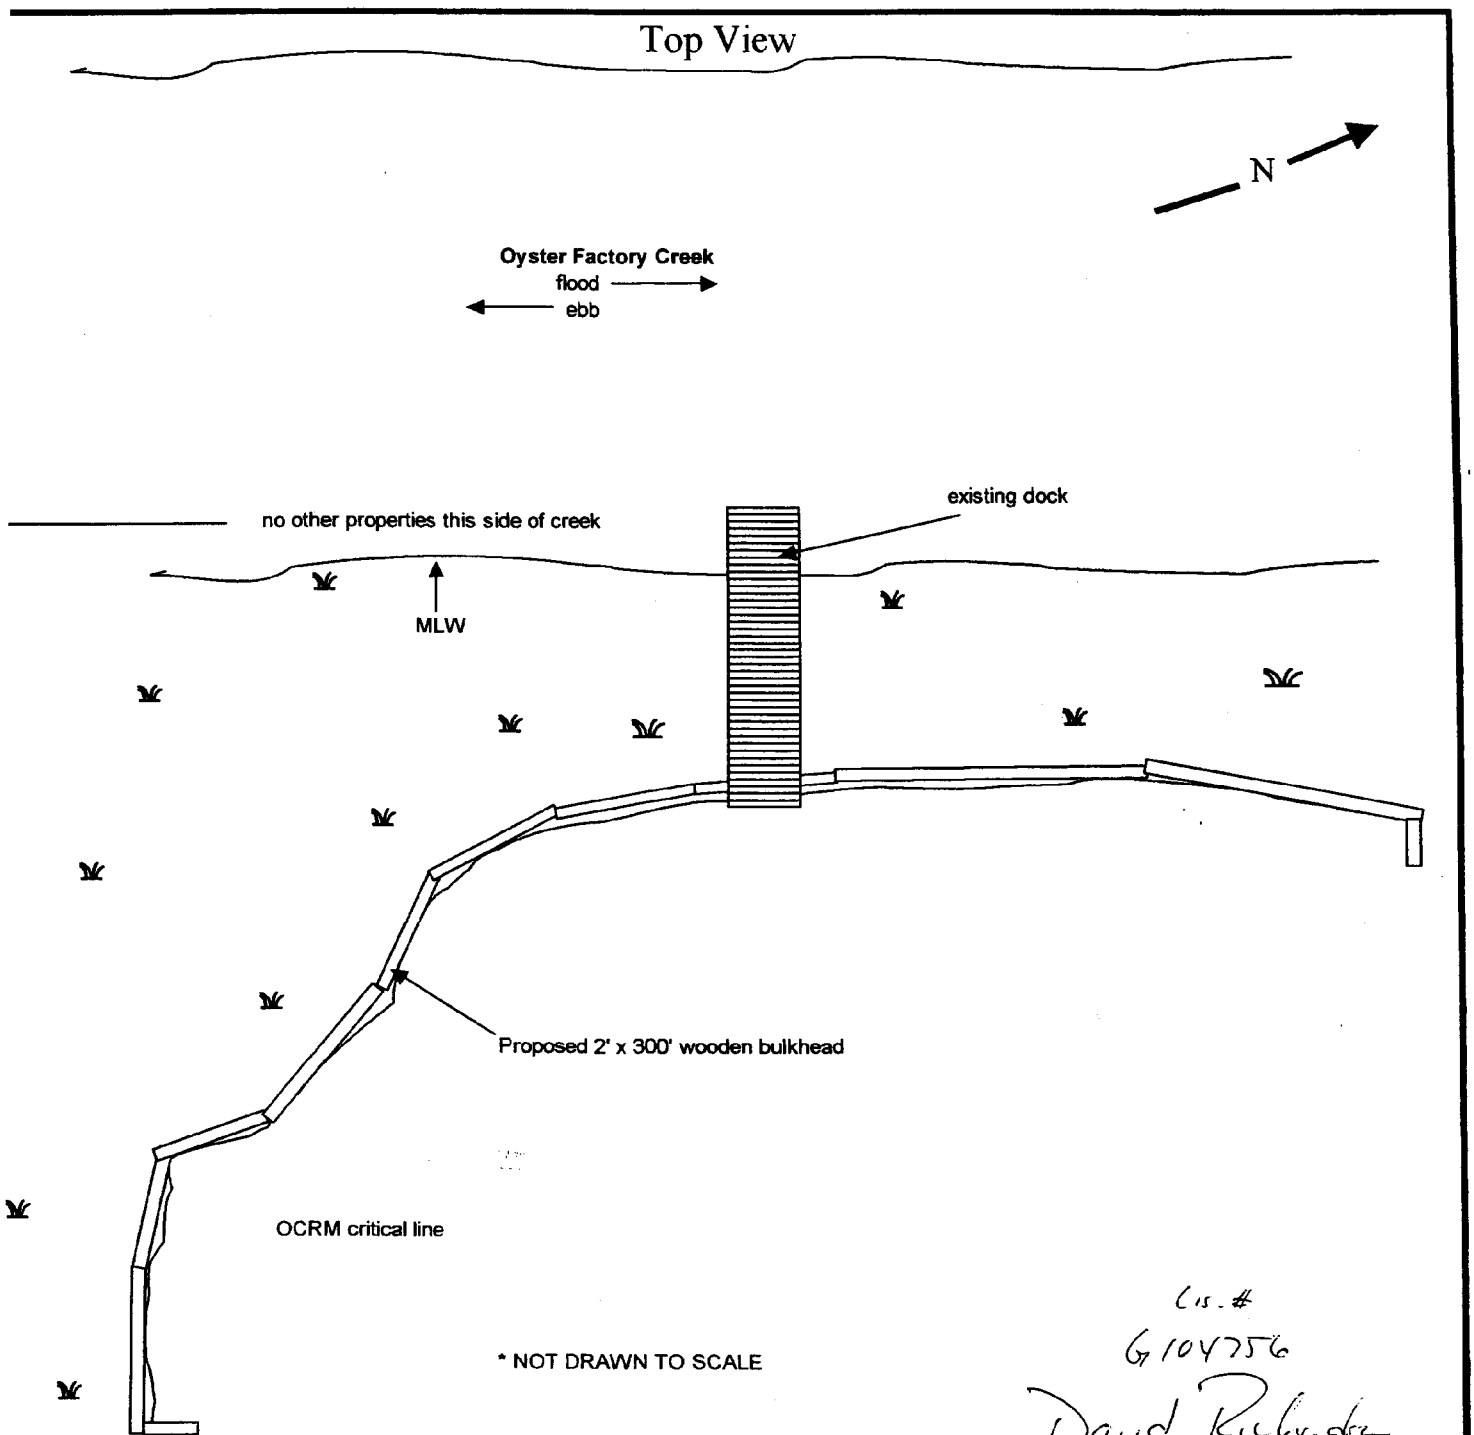 Top View
N
Oyster Factory Creek
flood
ebb
existing dock
no other properties this side of creek
MLW
Proposed 2' x 300' wooden bulkhead
OCRM critical line
* NOT DRAWN TO SCALE
Lis. #
G104756
David